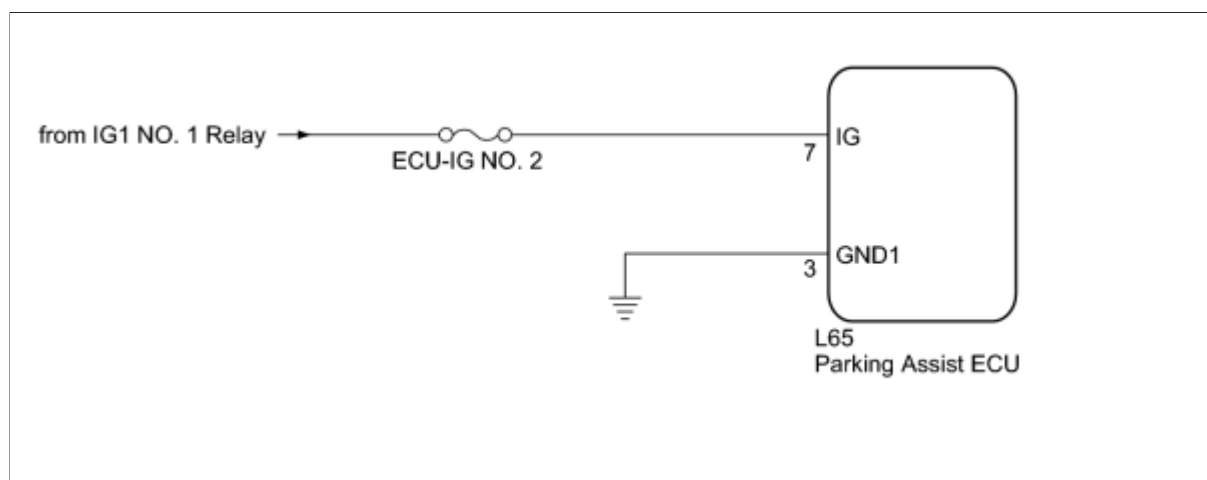 from IG1 NO. 1 Relay
ECU-IG NO. 2
7
IG
3
GND1
L65
Parking Assist ECU